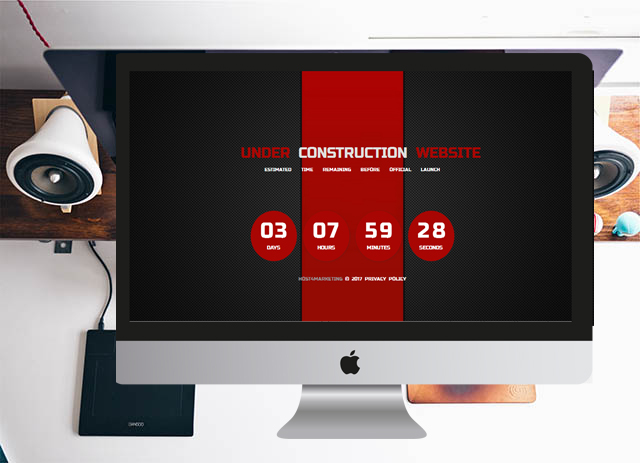 UNDER CONSTRUCTION WEBSITE
ESTIMATED TIME REMAINING BEFORE OFFICIAL LAUNCH
03 07 59 28
DAYS HOURS MINUTES SECONDS
HOST4MARKETING © 2017 PRIVACY POLICY
BAMBOO